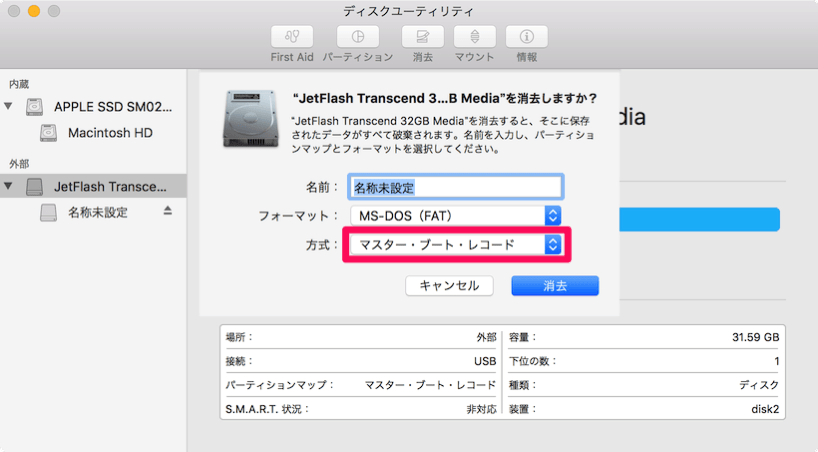 ディスクユーティリティ
First Aid パーティション 消去 マウント 情報
内蔵
APPLE SSD SM02...
Macintosh HD
外部
JetFlash Transce...
名称未設定
“JetFlash Transcend 3...B Media”を消去しますか？
"JetFlash Transcend 32GB Media"を消去すると、そこに保存
されたデータがすべて破棄されます。名前を入力し、パーティショ
ンマップとフォーマットを選択してください。
dia
名前： 名称未設定
フォーマット： MS-DOS（FAT）
方式： マスター・ブート・レコード
キャンセル 消去
場所： 外部 容量： 31.59 GB
接続： USB 下位の数： 1
パーティションマップ： マスター・ブート・レコード 種類： ディスク
S.M.A.R.T. 状況： 非対応 装置： disk2